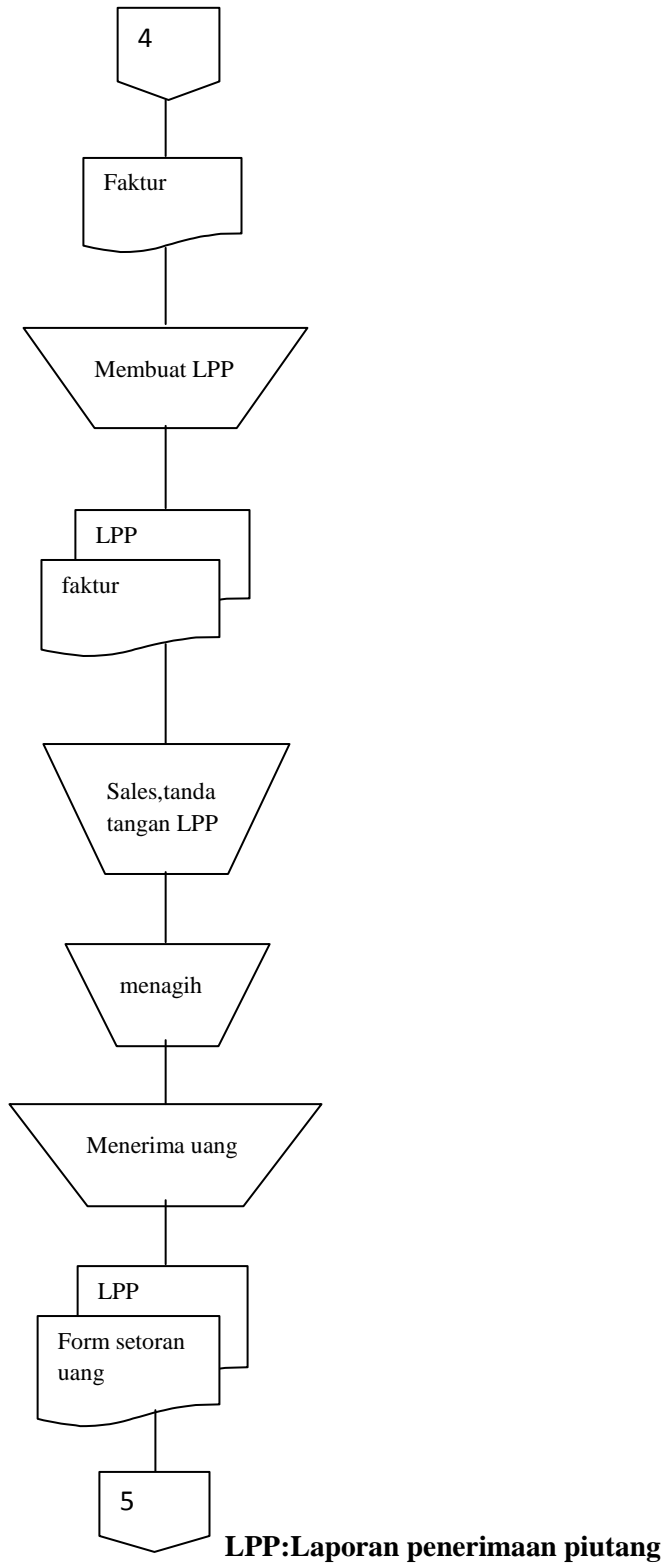 4
Faktur
Membuat LPP
LPP
faktur
Sales,tanda
tangan LPP
menagih
Menerima uang
LPP
Form setoran
uang
5
LPP:Laporan penerimaan piutang